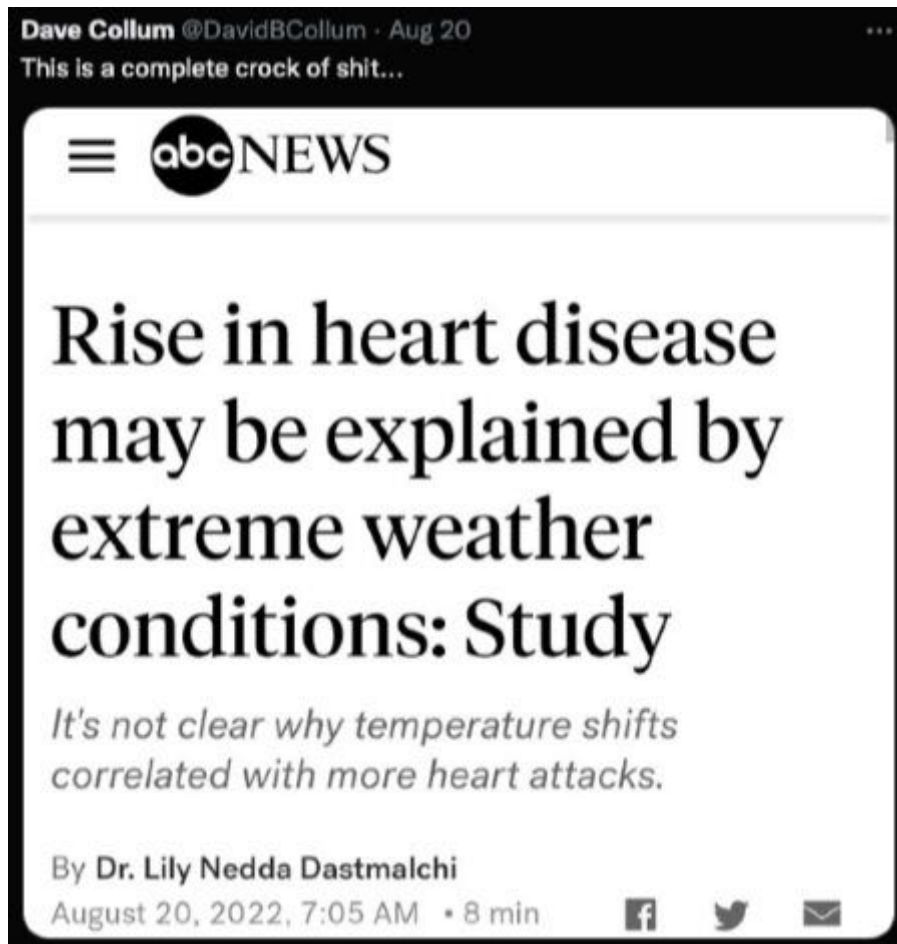 Dave Collum @DavidBCollum · Aug 20
This is a complete crock of shit...
abc NEWS
Rise in heart disease
may be explained by
extreme weather
conditions: Study
It's not clear why temperature shifts
correlated with more heart attacks.
By Dr. Lily Nedda Dastmalchi
August 20, 2022, 7:05 AM • 8 min